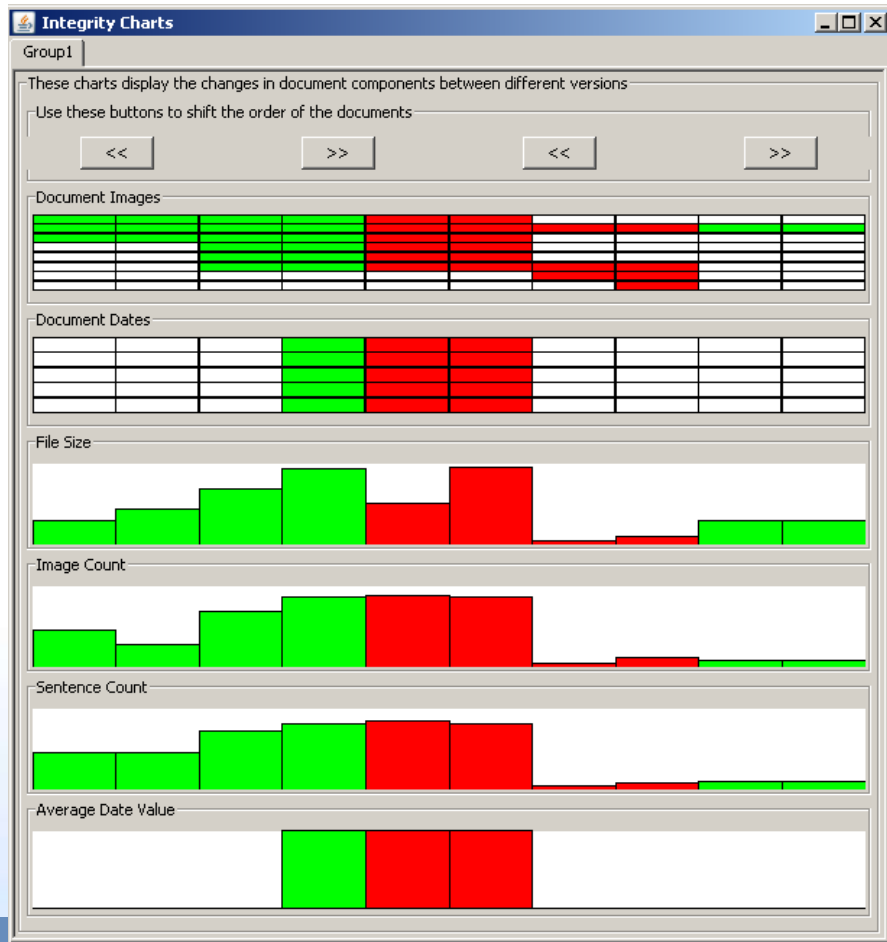 Integrity Charts
Group1
These charts display the changes in document components between different versions
Use these buttons to shift the order of the documents
<< >> << >>
Document Images
Document Dates
File Size
Image Count
Sentence Count
Average Date Value